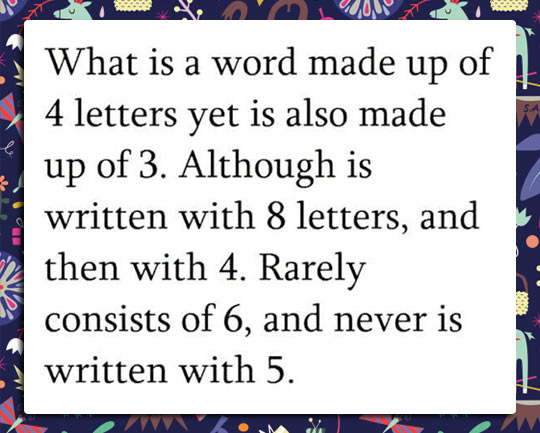 What is a word made up of
4 letters yet is also made
up of 3. Although is
written with 8 letters, and
then with 4. Rarely
consists of 6, and never is
written with 5.